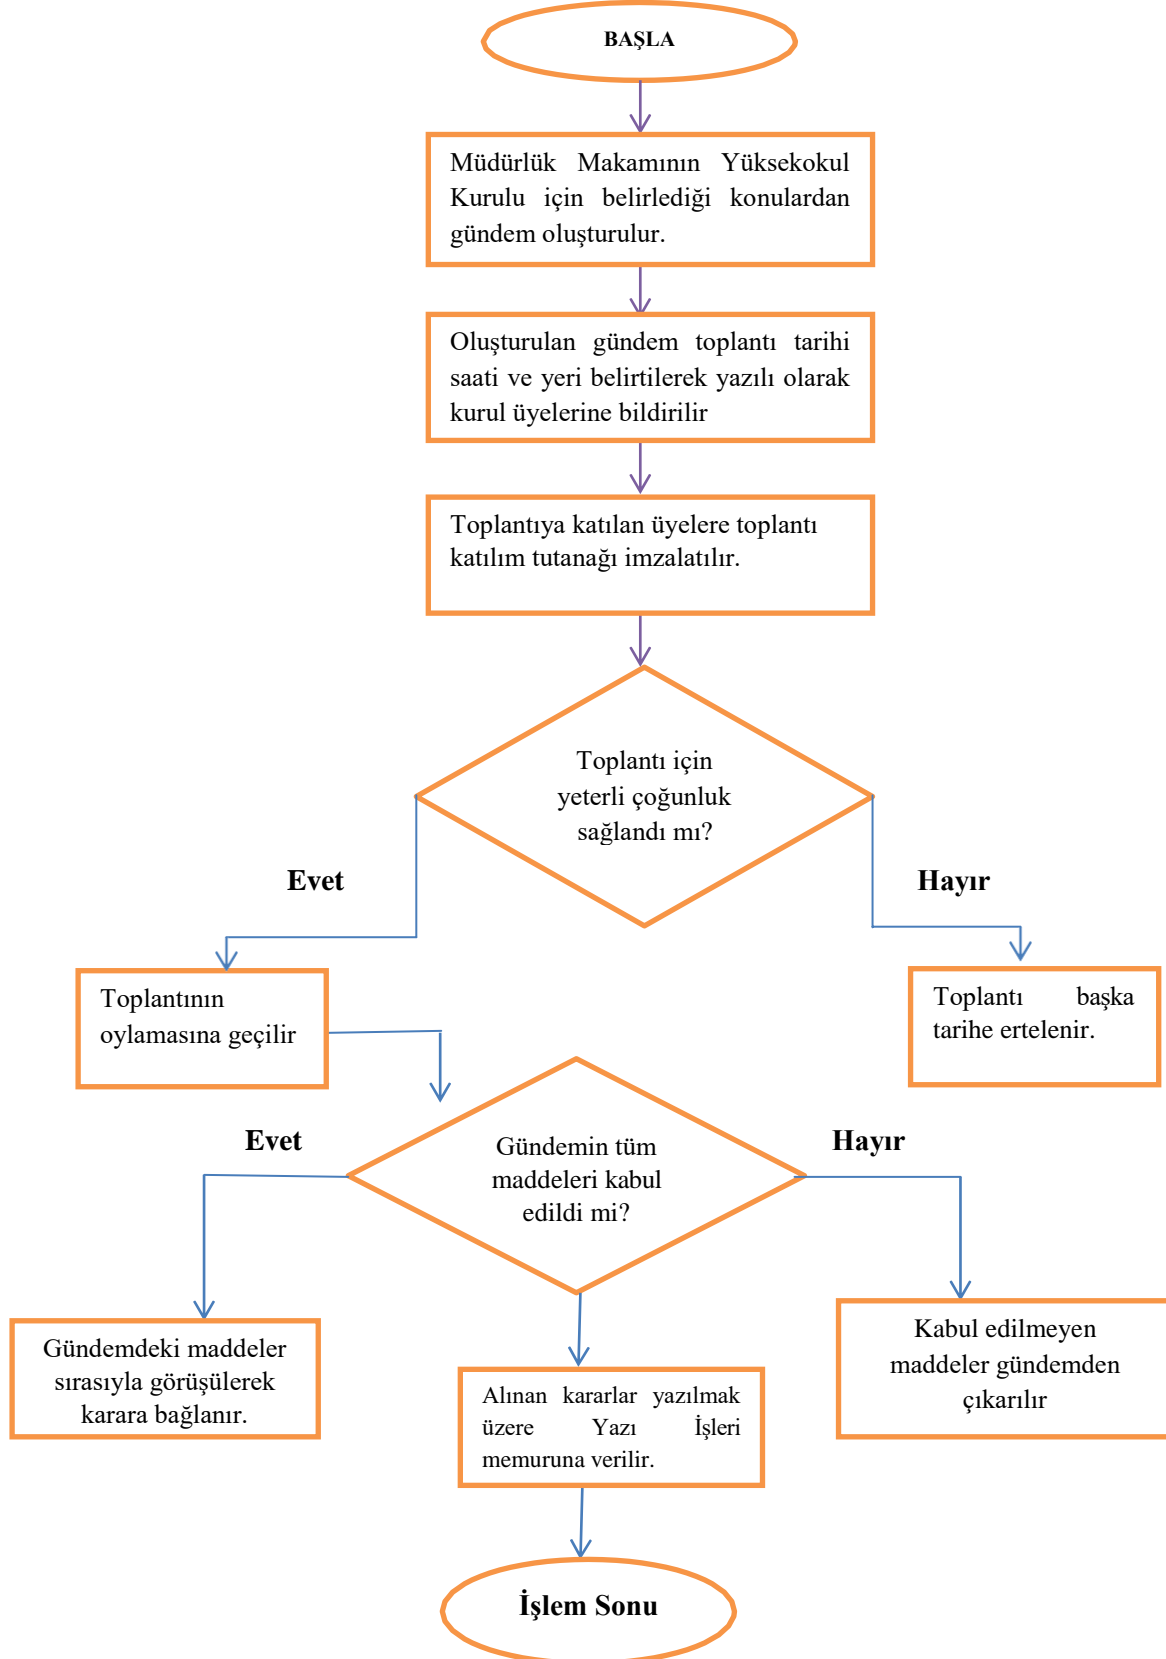 BAŞLA
Müdürlük Makamının Yüksekokul
Kurulu için belirlediği konulardan
gündem oluşturulur.
Oluşturulan gündem toplantı tarihi
saati ve yeri belirtilerek yazılı olarak
kurul üyelerine bildirilir
Toplantıya katılan üyelere toplantı
katılım tutanağı imzalatılır.
Toplantı için
yeterli çoğunluk
sağlandı mı?
Evet
Hayır
Toplantının
oylamasına geçilir
Toplantı başka
tarihe ertelenir.
Evet
Hayır
Gündemin tüm
maddeleri kabul
edildi mi?
Gündemdeki maddeler
sırasıyla görüşülerek
karara bağlanır.
Kabul edilmeyen
maddeler gündemden
çıkarılır
Alınan kararlar yazılmak
üzere Yazı İşleri
memuruna verilir.
İşlem Sonu